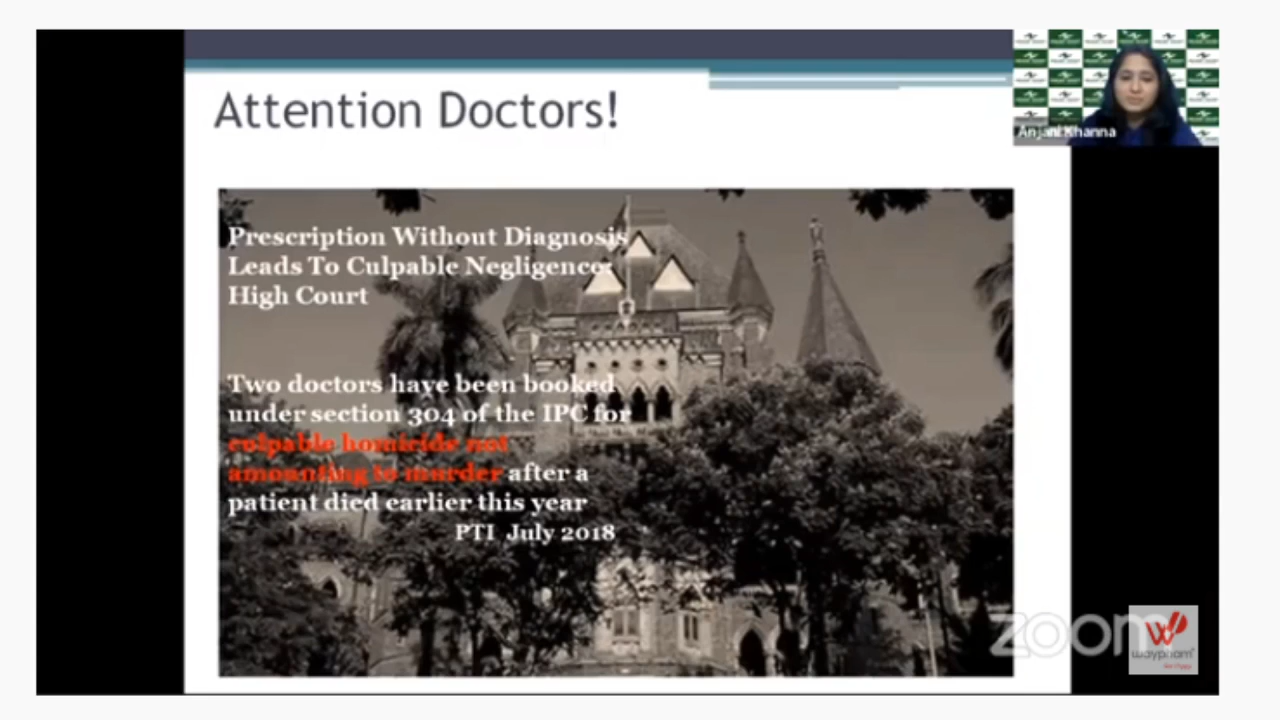 Attention Doctors!
Anjani Khanna
Prescription Without Diagnosis
Leads To Culpable Negligence:
High Court
Two doctors have been booked
under section 304 of the IPC for
culpable homicide not
amounting to murder after a
patient died earlier this year
PTI July 2018
zoom